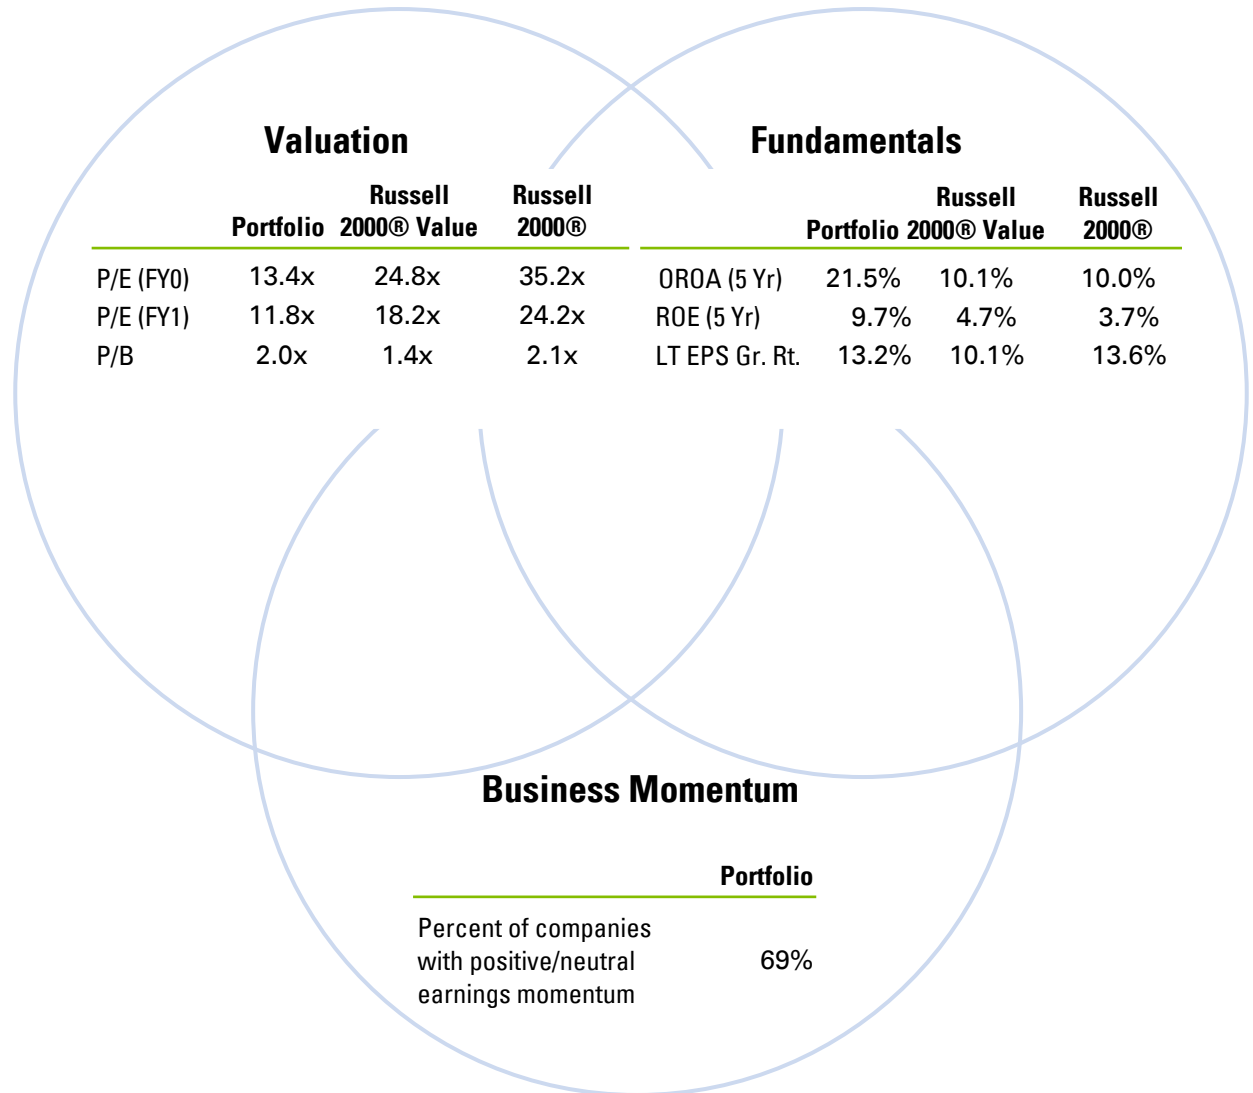 Valuation
Russell Russell
Portfolio 2000® Value 2000®
P/E (FY0) 13.4x 24.8x 35.2x
P/E (FY1) 11.8x 18.2x 24.2x
P/B 2.0x 1.4x 2.1x
Fundamentals
Russell Russell
Portfolio 2000® Value 2000®
OROA (5 Yr) 21.5% 10.1% 10.0%
ROE (5 Yr) 9.7% 4.7% 3.7%
LT EPS Gr. Rt. 13.2% 10.1% 13.6%
Business Momentum
Portfolio
Percent of companies
with positive/neutral 69%
earnings momentum